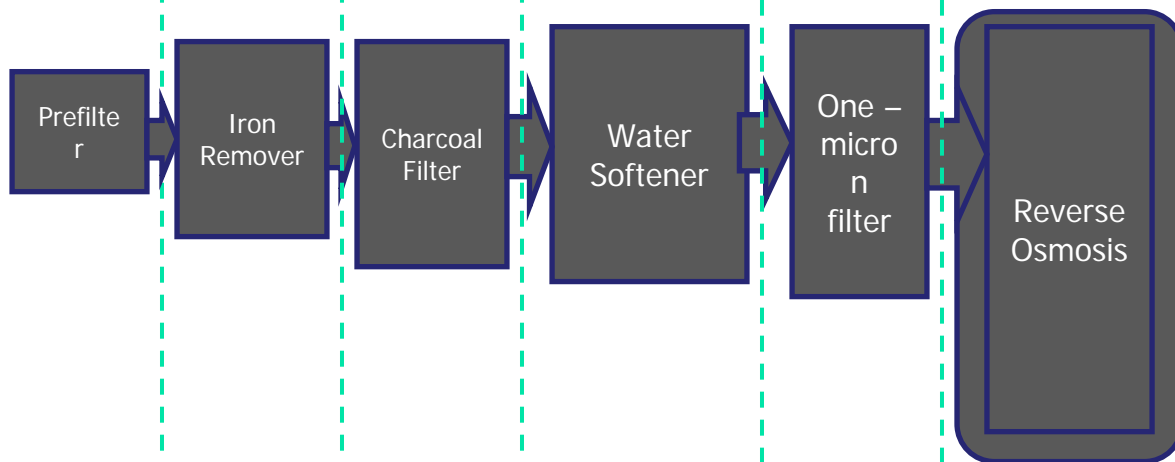 Prefilte
r
Iron
Remover
Charcoal
Filter
Water
Softener
One –
micro
n
filter
Reverse
Osmosis